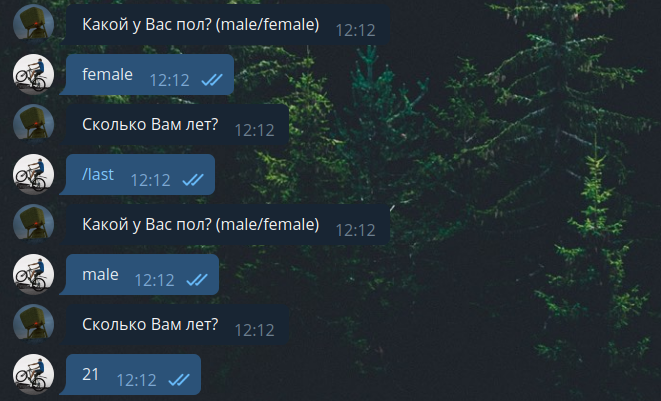 Какой у Вас пол? (male/female) 12:12
female 12:12
Сколько Вам лет? 12:12
/last 12:12
Какой у Вас пол? (male/female) 12:12
male 12:12
Сколько Вам лет? 12:12
21 12:12